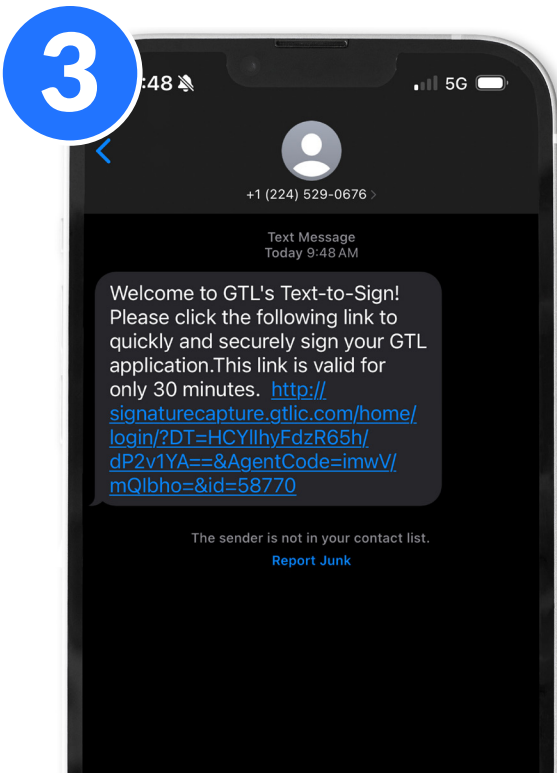 3
:48
5G
+1 (224) 529-0676
Text Message
Today 9:48 AM
Welcome to GTL's Text-to-Sign!
Please click the following link to
quickly and securely sign your GTL
application.This link is valid for
only 30 minutes. http://
signaturecapture.gtlic.com/home/
login/?DT=HCYllhyFdzR65h/
dP2v1YA==&AgentCode=imwV/
mQlbho=&id=58770
The sender is not in your contact list.
Report Junk